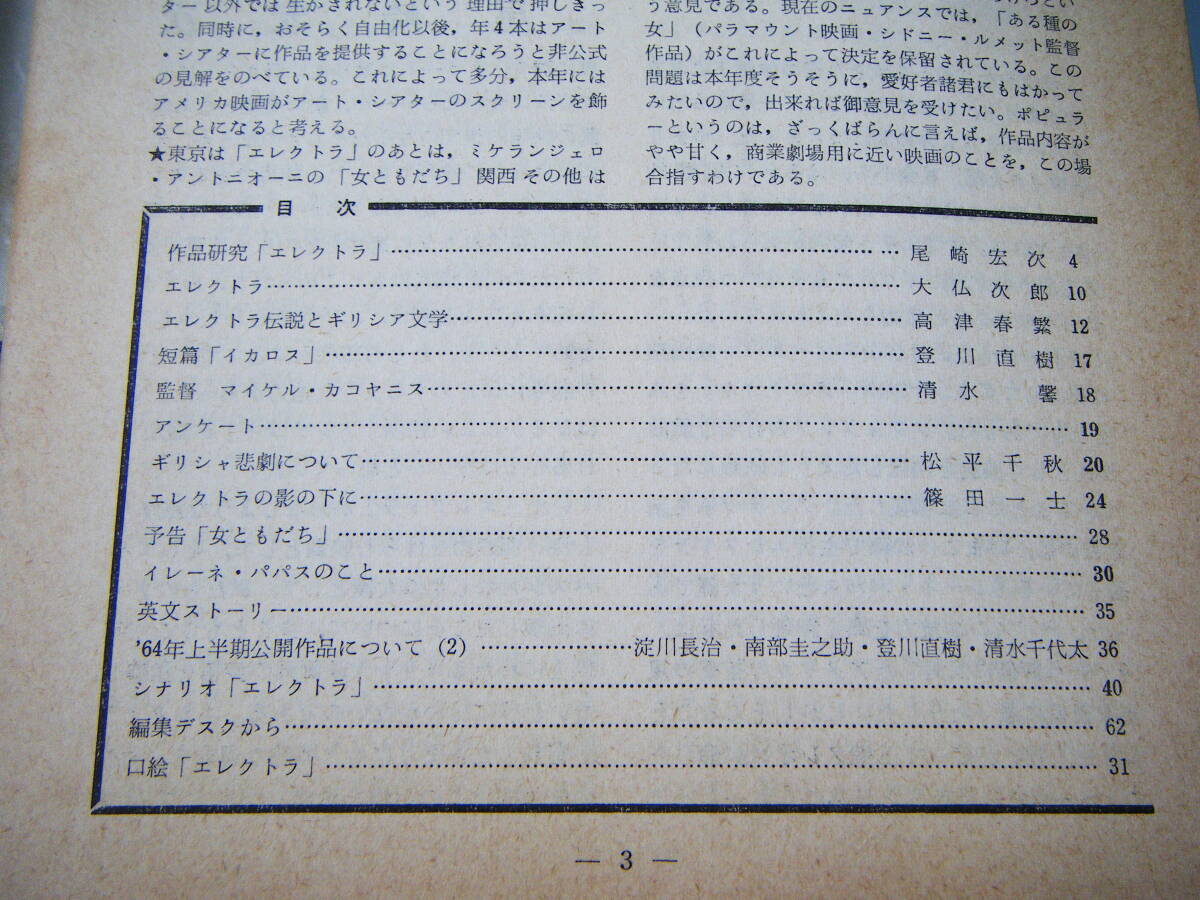 ター以外では生かされないという理由で押しきっ
た。同時に，おそらく自由化以後，年4本はアート
・シアターに作品を提供することになろうと非公式
の見解をのべている。これによって多分，本年には
アメリカ映画がアート・シアターのスクリーンを飾
ることになると考える。
★東京は「エレクトラ」のあとは，ミケランジェロ
・アントニオーニの「女ともだち」関西その他は
う意見である。現在のニュアンスでは，「ある種の
女」（パラマウント映画・シドニー・ルメット監督
作品）がこれによって決定を保留されている。この
問題は本年度そうそうに，愛好者諸君にもはかって
みたいので，出来れば御意見を受けたい。ポピュラ
ーというのは，ざっくばらんに言えば，作品内容が
やや甘く，商業劇場用に近い映画のことを，この場
合指すわけである。
目 次
作品研究「エレクトラ」…………尾崎宏次 4
エレクトラ…………大仏次郎 10
エレクトラ伝説とギリシア文学…………高津春繁 12
短篇「イカロス」…………登川直樹 17
監督 マイケル・カコヤニス…………清水 馨 18
アンケート…………19
ギリシャ悲劇について…………松平千秋 20
エレクトラの影の下に…………篠田一士 24
予告「女ともだち」…………28
イレーネ・パパスのこと…………30
英文ストーリー…………35
'64年上半期公開作品について（2）…………淀川長治・南部圭之助・登川直樹・清水千代太 36
シナリオ「エレクトラ」…………40
編集デスクから…………62
口絵「エレクトラ」…………31
― 3 ―